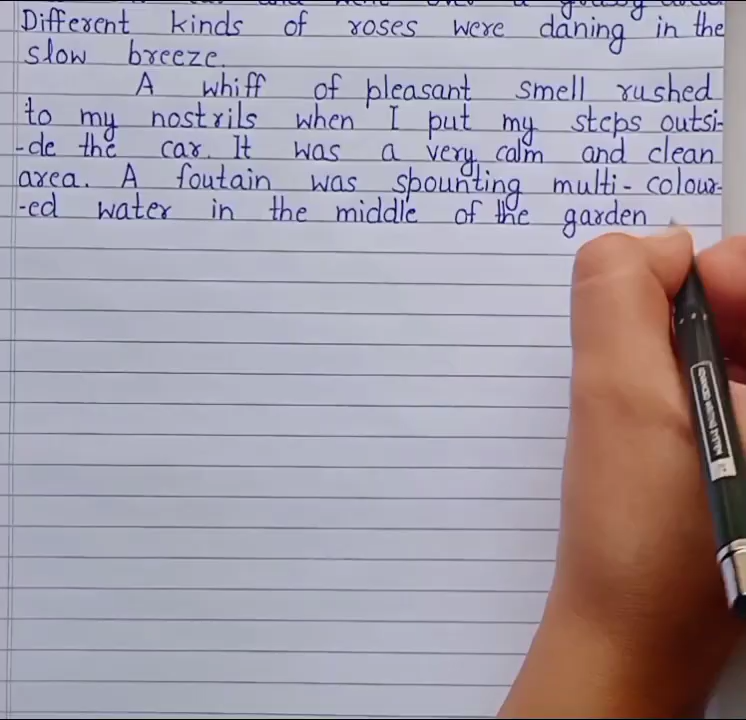 Different kinds of roses were daning in the
slow breeze.
A whiff of pleasant smell rushed
to my nostrils when I put my steps outsi-
-de the car. It was a very calm and clean
area. A foutain was spounting multi-colour-
-ed water in the middle of the garden